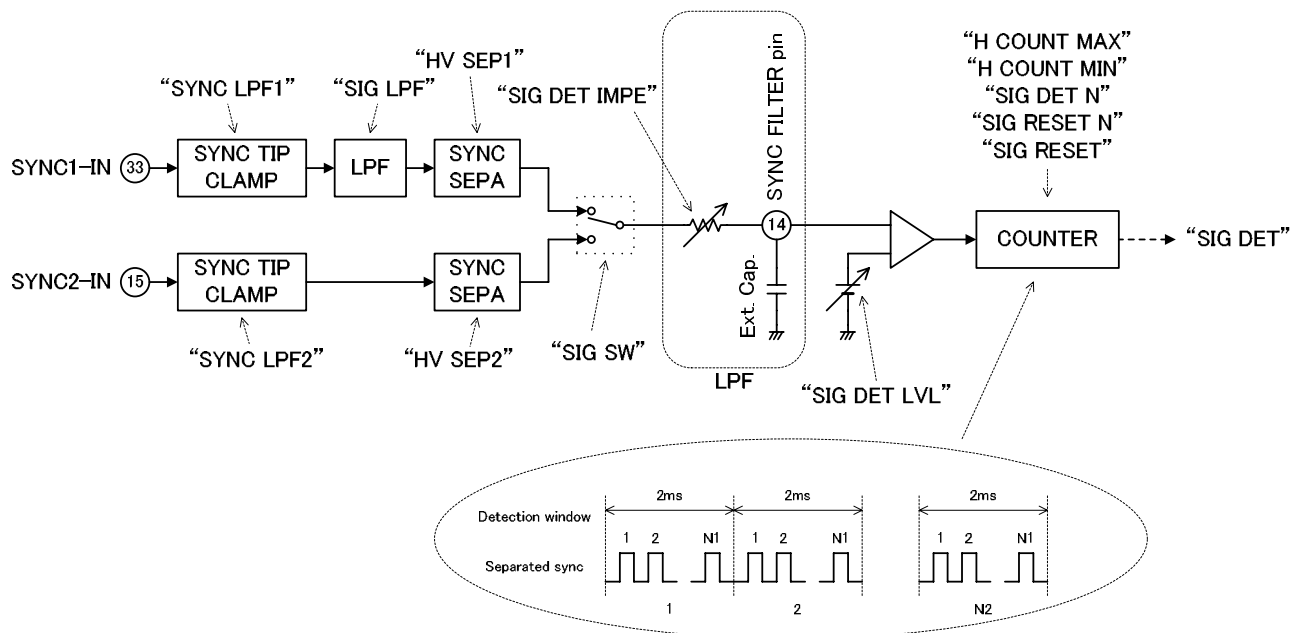 “H COUNT MAX”
“H COUNT MIN”
“SIG DET N”
“SIG RESET N”
“SIG RESET”
“HV SEP1”
“SYNC LPF1”
“SIG LPF”
“SIG DET IMPE”
SYNC FILTER pin
SYNC1-IN
33
SYNC TIP
CLAMP
LPF
SYNC
SEPA
14
COUNTER
“SIG DET”
SYNC2-IN
15
SYNC TIP
CLAMP
SYNC
SEPA
Ext. Cap.
“SYNC LPF2”
“HV SEP2”
“SIG SW”
LPF
“SIG DET LVL”
2ms
2ms
2ms
Detection window
1 2 N1 1 2 N1 1 2 N1
Separated sync
1 2 N2